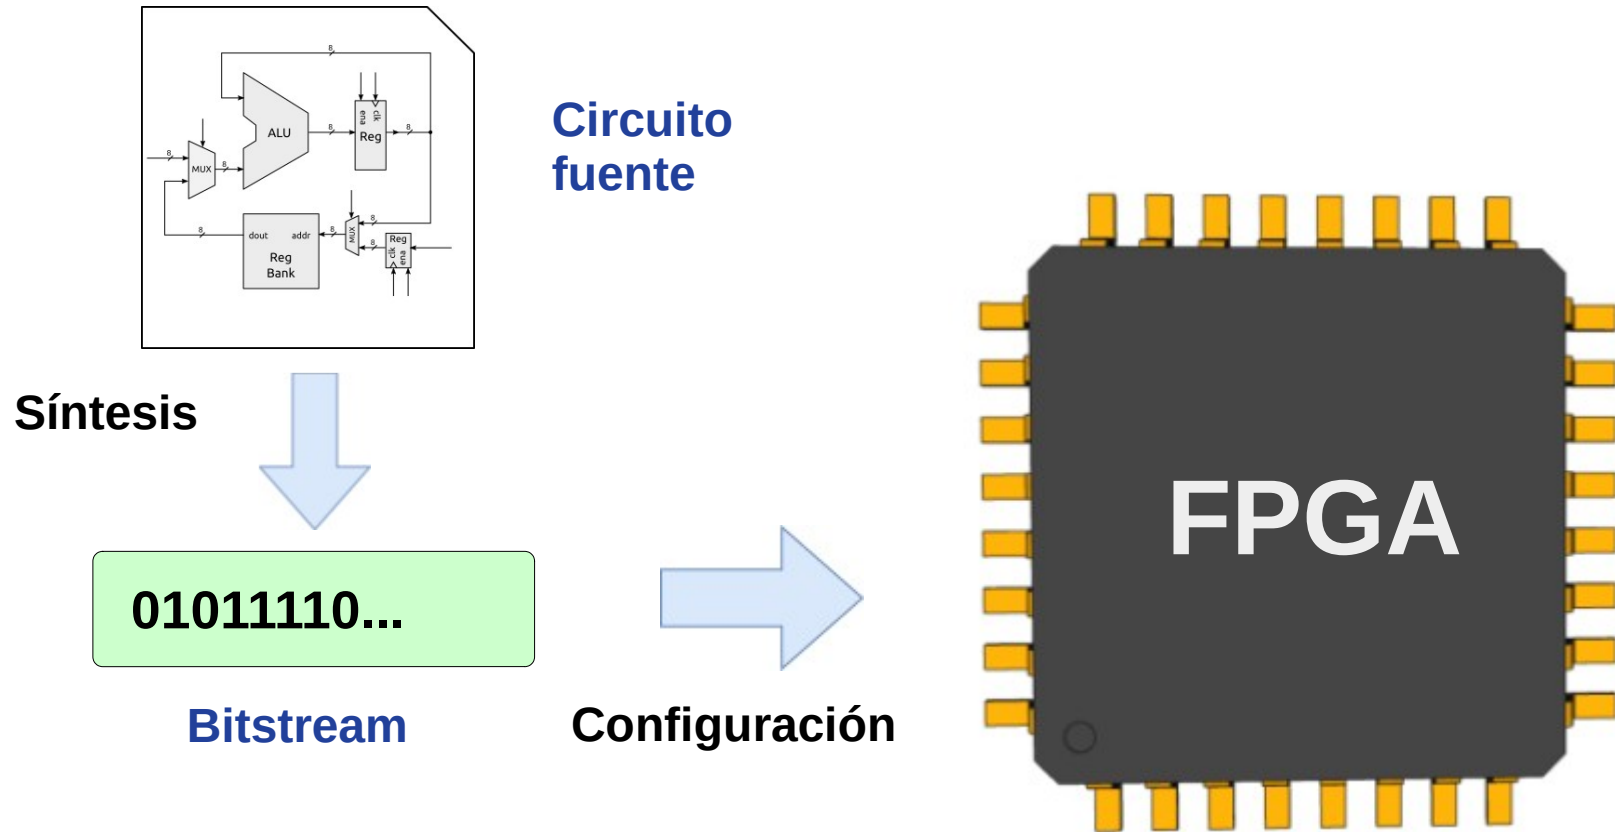 8
ALU
ena
clk
Reg
8
8
8
MUX
8
8
dout
addr
Reg
Bank
8
MUX
8
8
Reg
clk
ena
Circuito
fuente
Síntesis
01011110...
Bitstream
Configuración
FPGA